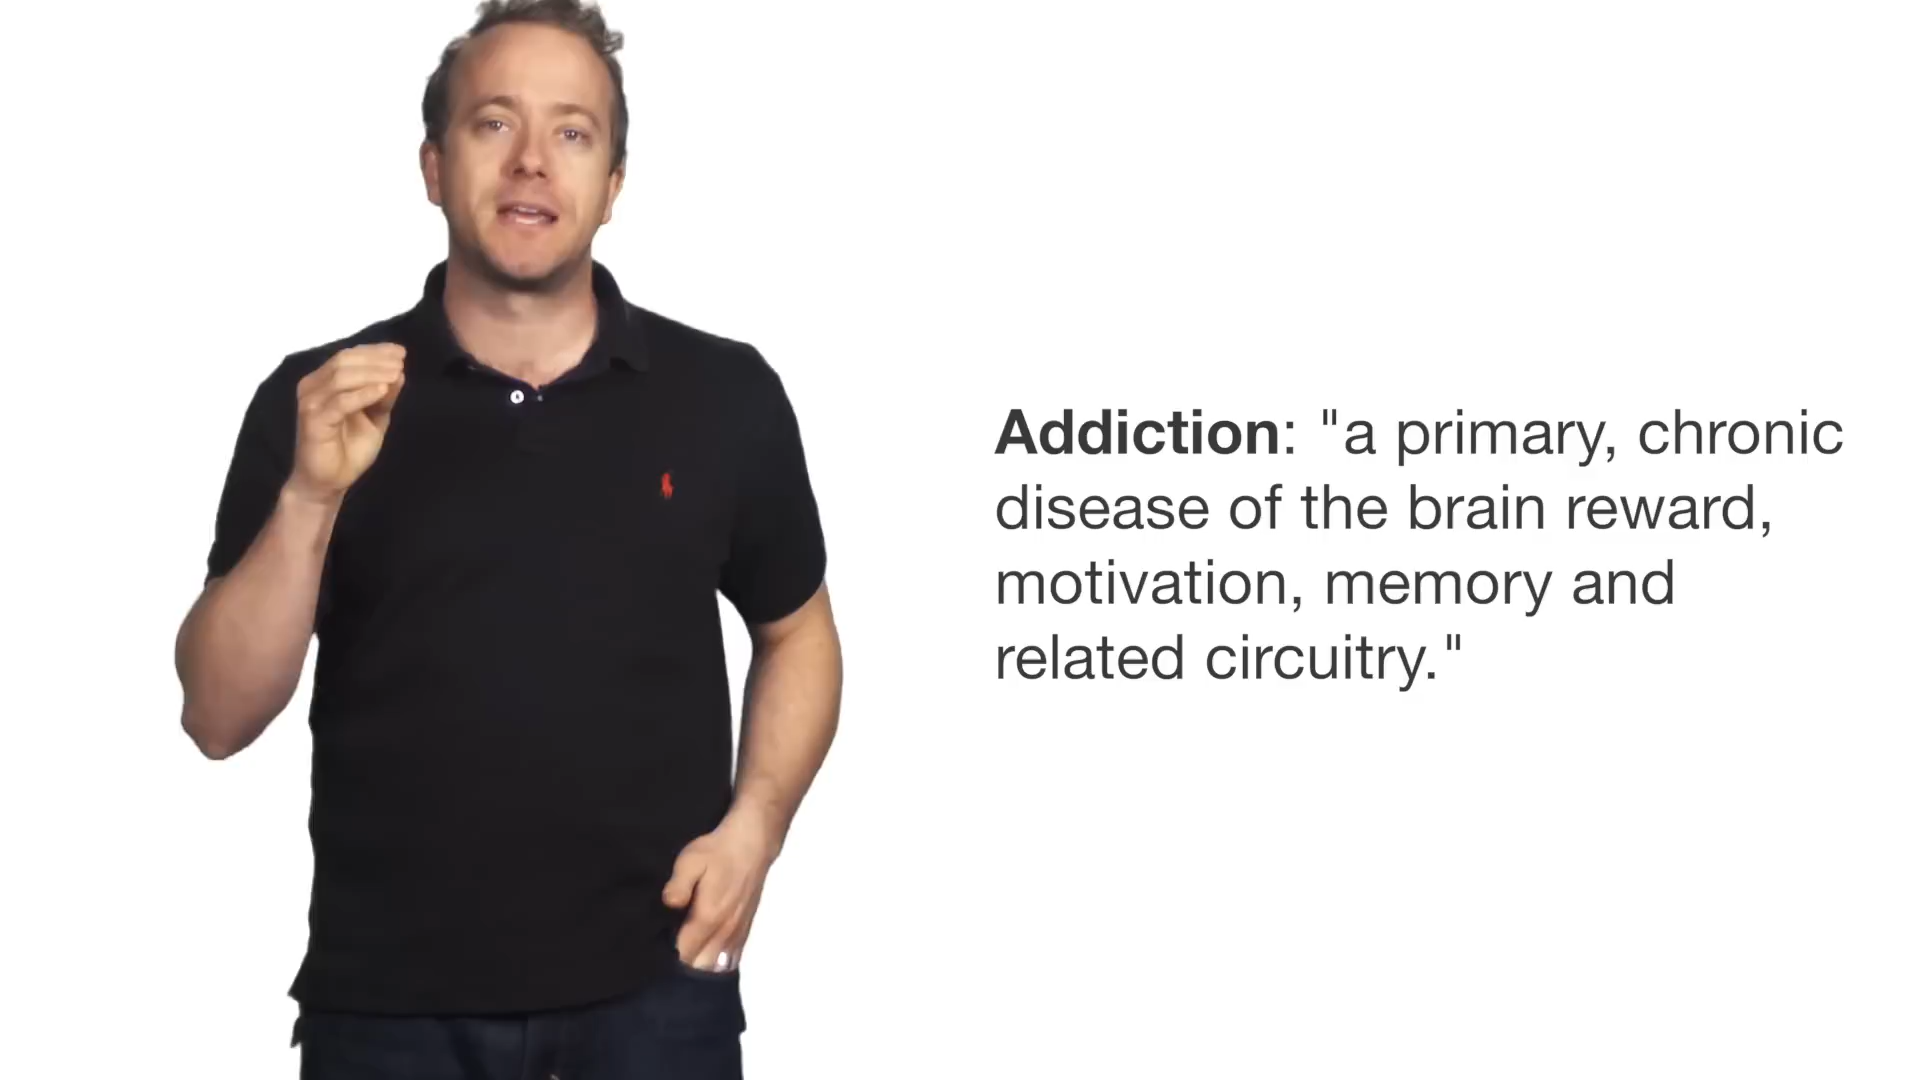 Addiction: "a primary, chronic
disease of the brain reward,
motivation, memory and
related circuitry."